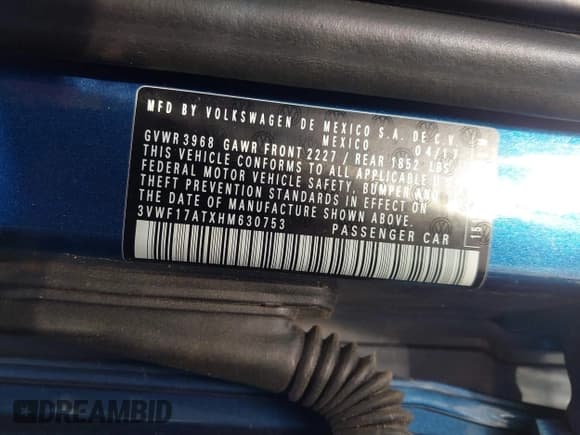 MFD BY VOLKSWAGEN DE MEXICO S.A. DE C.V.
MEXICO 04/17
GVWR 3968 GAWR FRONT 2227 / REAR 1852 LBS
THIS VEHICLE CONFORMS TO ALL APPLICABLE
FEDERAL MOTOR VEHICLE SAFETY, BUMPER AND
THEFT PREVENTION STANDARDS IN EFFECT ON
THE DATE OF MANUFACTURE SHOWN ABOVE.
3VWF17ATXHM630753 PASSENGER CAR
DREAMBID